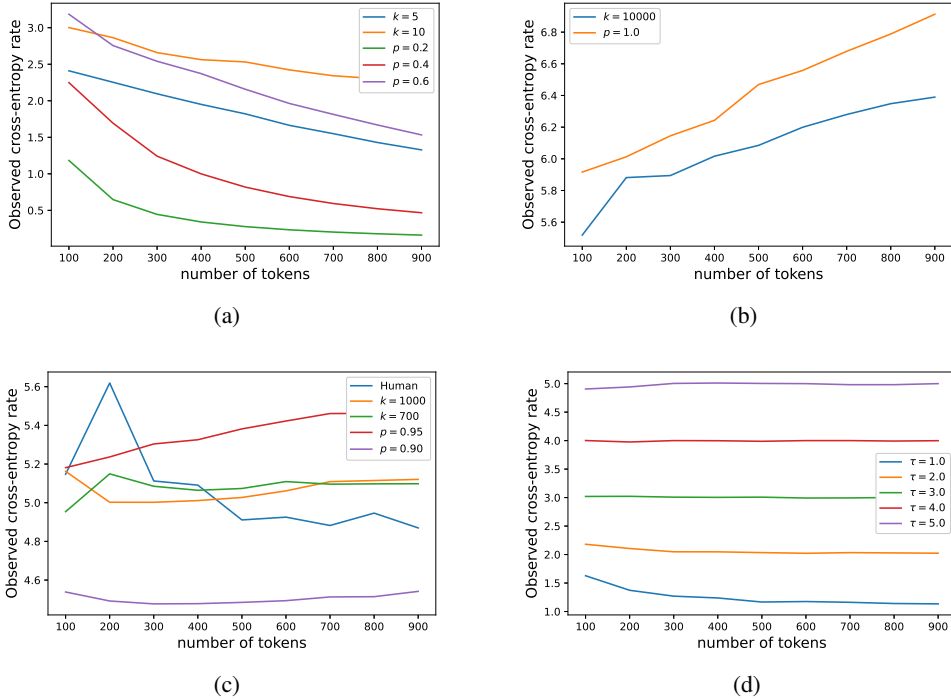 3.0
2.5
2.0
1.5
1.0
0.5
Observed cross-entropy rate
100 200 300 400 500 600 700 800 900
number of tokens
k = 5
k = 10
p = 0.2
p = 0.4
p = 0.6
(a)
6.8
6.4
6.2
6.0
5.8
5.6
Observed cross-entropy rate
100 200 300 400 500 600 700 800 900
number of tokens
k = 10000
p = 1.0
(b)
5.6
5.4
5.2
5.0
4.8
4.6
Observed cross-entropy rate
100 200 300 400 500 600 700 800 900
number of tokens
Human
k = 1000
k = 700
p = 0.95
p = 0.90
(c)
5.0
4.5
4.0
3.5
3.0
2.5
2.0
1.5
1.0
Observed cross-entropy rate
100 200 300 400 500 600 700 800 900
number of tokens
τ = 1.0
τ = 2.0
τ = 3.0
τ = 4.0
τ = 5.0
(d)